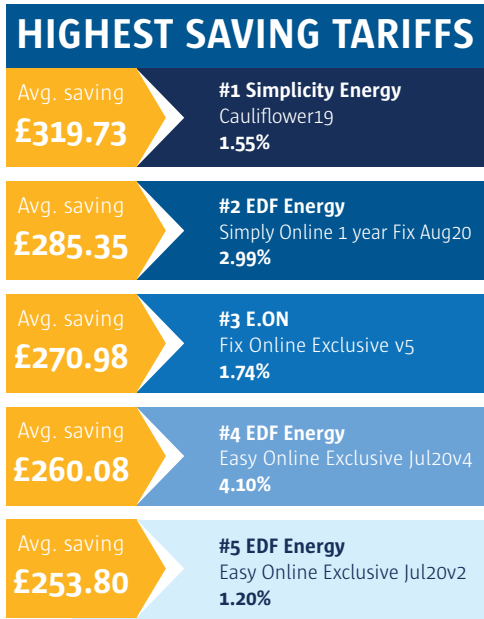 HIGHEST SAVING TARIFFS
Avg. saving
£319.73
#1 Simplicity Energy
Cauliflower19
1.55%
Avg. saving
£285.35
#2 EDF Energy
Simply Online 1 year Fix Aug20
2.99%
Avg. saving
£270.98
#3 E.ON
Fix Online Exclusive v5
1.74%
Avg. saving
£260.08
#4 EDF Energy
Easy Online Exclusive Jul20v4
4.10%
Avg. saving
£253.80
#5 EDF Energy
Easy Online Exclusive Jul20v2
1.20%